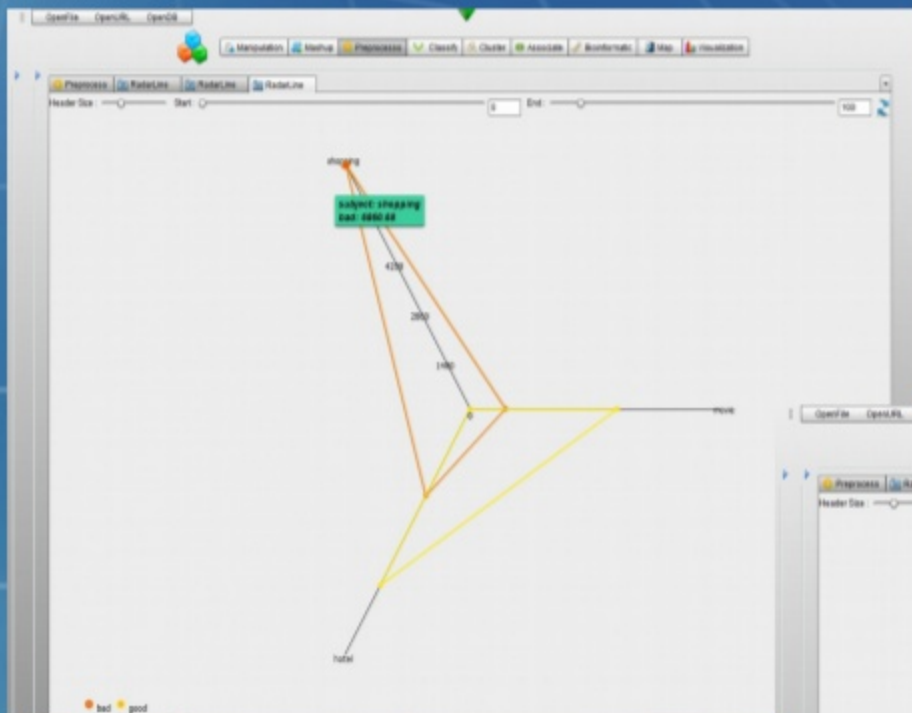 OpenFile OpenURL OpenDB
Manipulation Mashup Preprocess Classify Cluster Associate Bioinformatic Map Visualization
Preprocess RadarLine RadarLine RadarLine
Header Size : Start: End: 100
shopping
subject: shopping
4200
2800
1400
0
movie
hotel
bad good
OpenFile OpenURL
Preprocess
Header Size :